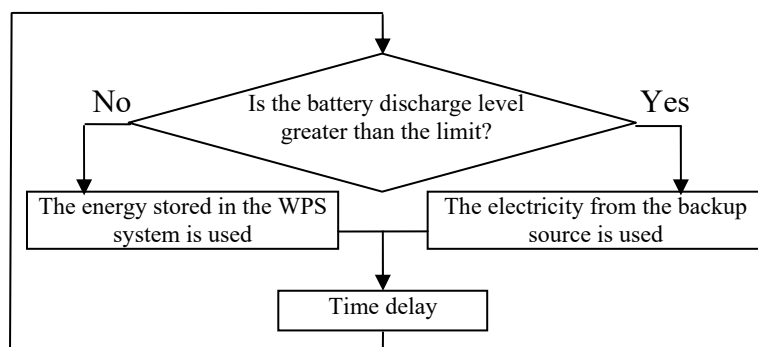 Is the battery discharge level
greater than the limit?
No
Yes
The energy stored in the WPS
system is used
The electricity from the backup
source is used
Time delay